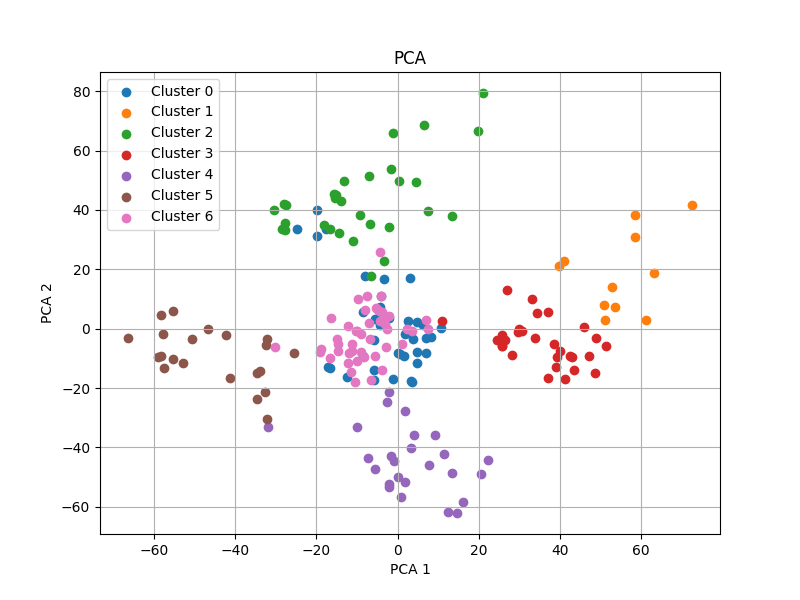 PCA
Cluster 0
Cluster 1
Cluster 2
Cluster 3
Cluster 4
Cluster 5
Cluster 6
80
60
40
20
0
−20
−40
−60
PCA 2
−60 −40 −20 0 20 40 60
PCA 1